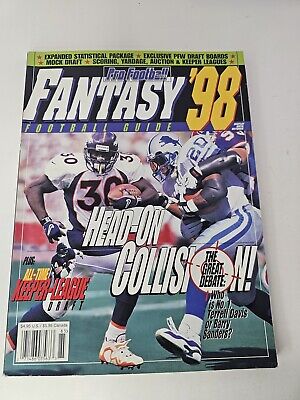 ★ EXPANDED STATISTICAL PACKAGE ★ EXCLUSIVE PFW DRAFT BOARDS
MOCK DRAFT ★ SCORING, YARDAGE, AUCTION & KEEPER LEAGUES
Pro Football
FANTASY '98
FOOTBALL GUIDE
30
30
20
HEAD-ON
COLLISION!
THE
GREAT
DEBATE:
Who
is No. 1
Terrell Davis
or Barry
Sanders?
PLUS:
ALL-TIME
KEEPER-LEAGUE
DRAFT
$4.95 U.S. / $5.95 Canada